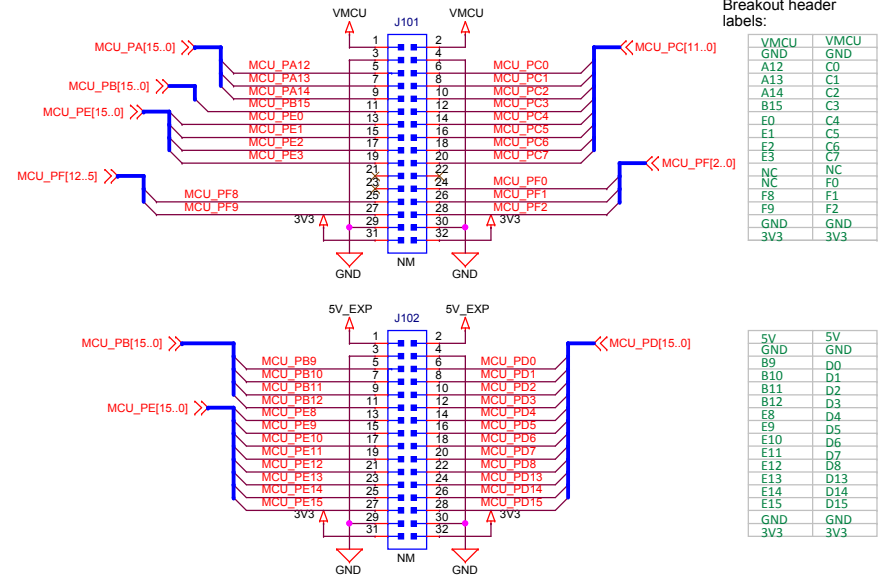 Breakout header
labels:
VMCU J101 VMCU
MCU_PA[15..0] 1 2 MCU_PC[11..0]
3 4
MCU_PA12 5 6 MCU_PC0
MCU_PA13 7 8 MCU_PC1
MCU_PB[15..0] MCU_PA14 9 10 MCU_PC2
MCU_PB15 11 12 MCU_PC3
MCU_PE[15..0] MCU_PE0 13 14 MCU_PC4
MCU_PE1 15 16 MCU_PC5
MCU_PE2 17 18 MCU_PC6
MCU_PE3 19 20 MCU_PC7
21 22 MCU_PF[2..0]
MCU_PF[12..5] 23 24 MCU_PF0
MCU_PF8 25 26 MCU_PF1
MCU_PF9 27 28 MCU_PF2
3V3 29 30 3V3
31 32
NM
GND GND
VMCU VMCU
GND GND
A12 C0
A13 C1
A14 C2
B15 C3
E0 C4
E1 C5
E2 C6
E3 C7
NC NC
NC F0
F8 F1
F9 F2
GND GND
3V3 3V3
5V_EXP J102 5V_EXP
MCU_PB[15..0] 1 2 MCU_PD[15..0]
3 4
MCU_PB9 5 6 MCU_PD0
MCU_PB10 7 8 MCU_PD1
MCU_PB11 9 10 MCU_PD2
MCU_PE[15..0] MCU_PB12 11 12 MCU_PD3
MCU_PE8 13 14 MCU_PD4
MCU_PE9 15 16 MCU_PD5
MCU_PE10 17 18 MCU_PD6
MCU_PE11 19 20 MCU_PD7
MCU_PE12 21 22 MCU_PD8
MCU_PE13 23 24 MCU_PD13
MCU_PE14 25 26 MCU_PD14
MCU_PE15 27 28 MCU_PD15
3V3 29 30 3V3
31 32
NM
GND GND
5V 5V
GND GND
B9 D0
B10 D1
B11 D2
B12 D3
E8 D4
E9 D5
E10 D6
E11 D7
E12 D8
E13 D13
E14 D14
E15 D15
GND GND
3V3 3V3